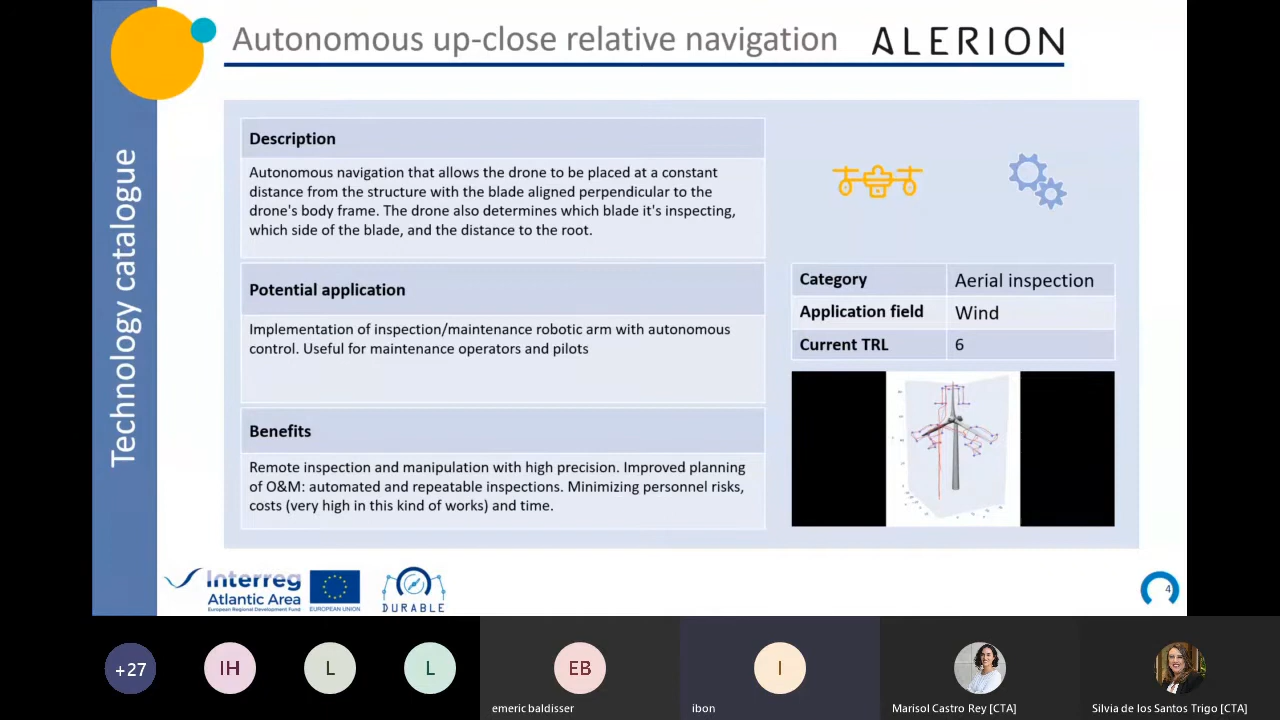 Autonomous up-close relative navigation
ALERION
Technology catalogue
Description
Autonomous navigation that allows the drone to be placed at a constant
distance from the structure with the blade aligned perpendicular to the
drone's body frame. The drone also determines which blade it's inspecting,
which side of the blade, and the distance to the root.
Potential application
Implementation of inspection/maintenance robotic arm with autonomous
control. Useful for maintenance operators and pilots
Benefits
Remote inspection and manipulation with high precision. Improved planning
of O&M: automated and repeatable inspections. Minimizing personnel risks,
costs (very high in this kind of works) and time.
Category Aerial inspection
Application field Wind
Current TRL 6
Interreg
Atlantic Area
European Regional Development Fund
EUROPEAN UNION
DURABLE
4
+27
IH
L
L
EB
emeric baldisser
I
ibon
Marisol Castro Rey [CTA]
Silvia de los Santos Trigo [CTA]